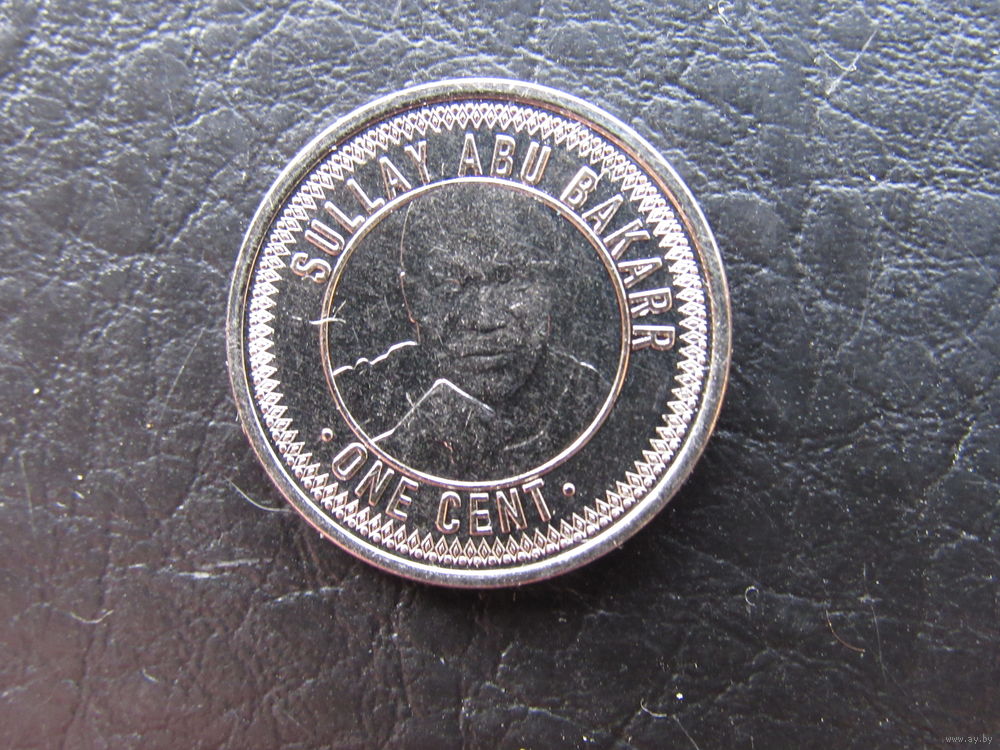 SULLAY ABU BAKARR
· ONE CENT ·
www.ay.by